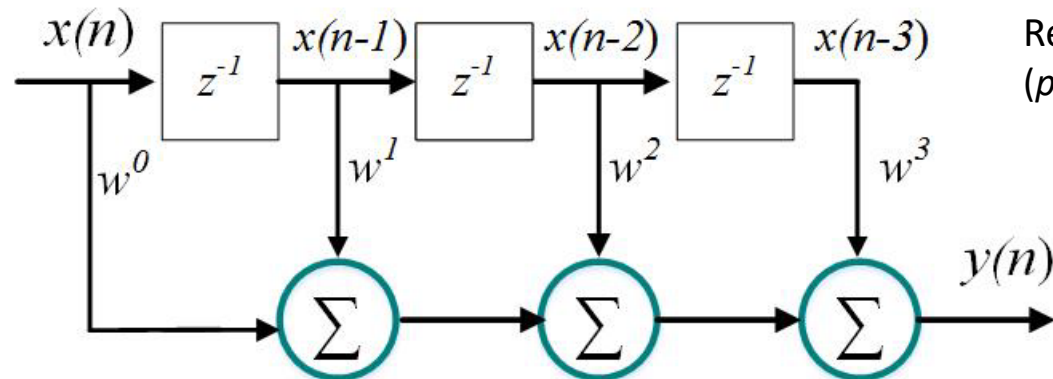 x(n) x(n-1) x(n-2) x(n-3) Re
(p
z⁻¹ z⁻¹ z⁻¹
w⁰ w¹ w² w³
y(n)
Σ Σ Σ